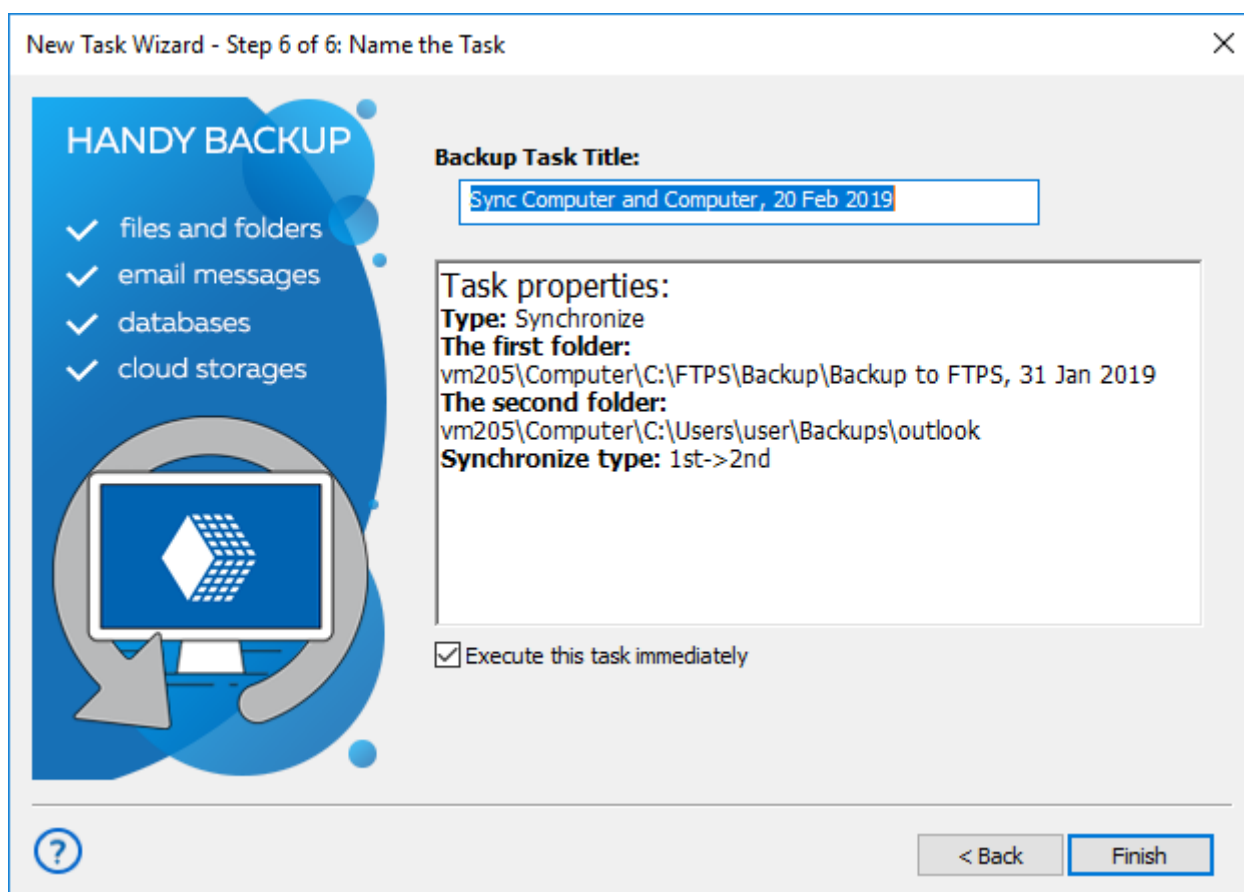 New Task Wizard - Step 6 of 6: Name the Task
HANDY BACKUP
files and folders
email messages
databases
cloud storages
Backup Task Title:
Sync Computer and Computer, 20 Feb 2019
Task properties:
Type: Synchronize
The first folder:
vm205\Computer\C:\FTPS\Backup\Backup to FTPS, 31 Jan 2019
The second folder:
vm205\Computer\C:\Users\user\Backups\outlook
Synchronize type: 1st->2nd
Execute this task immediately
?
< Back
Finish